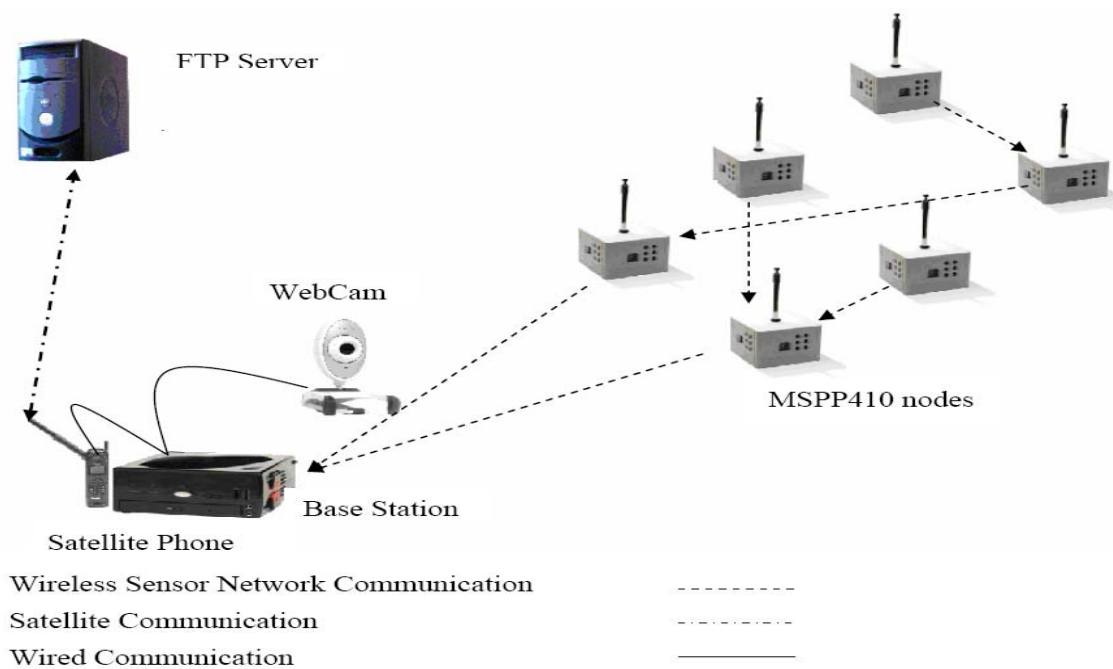 FTP Server
WebCam
MSPP410 nodes
Base Station
Satellite Phone
Wireless Sensor Network Communication
Satellite Communication
Wired Communication